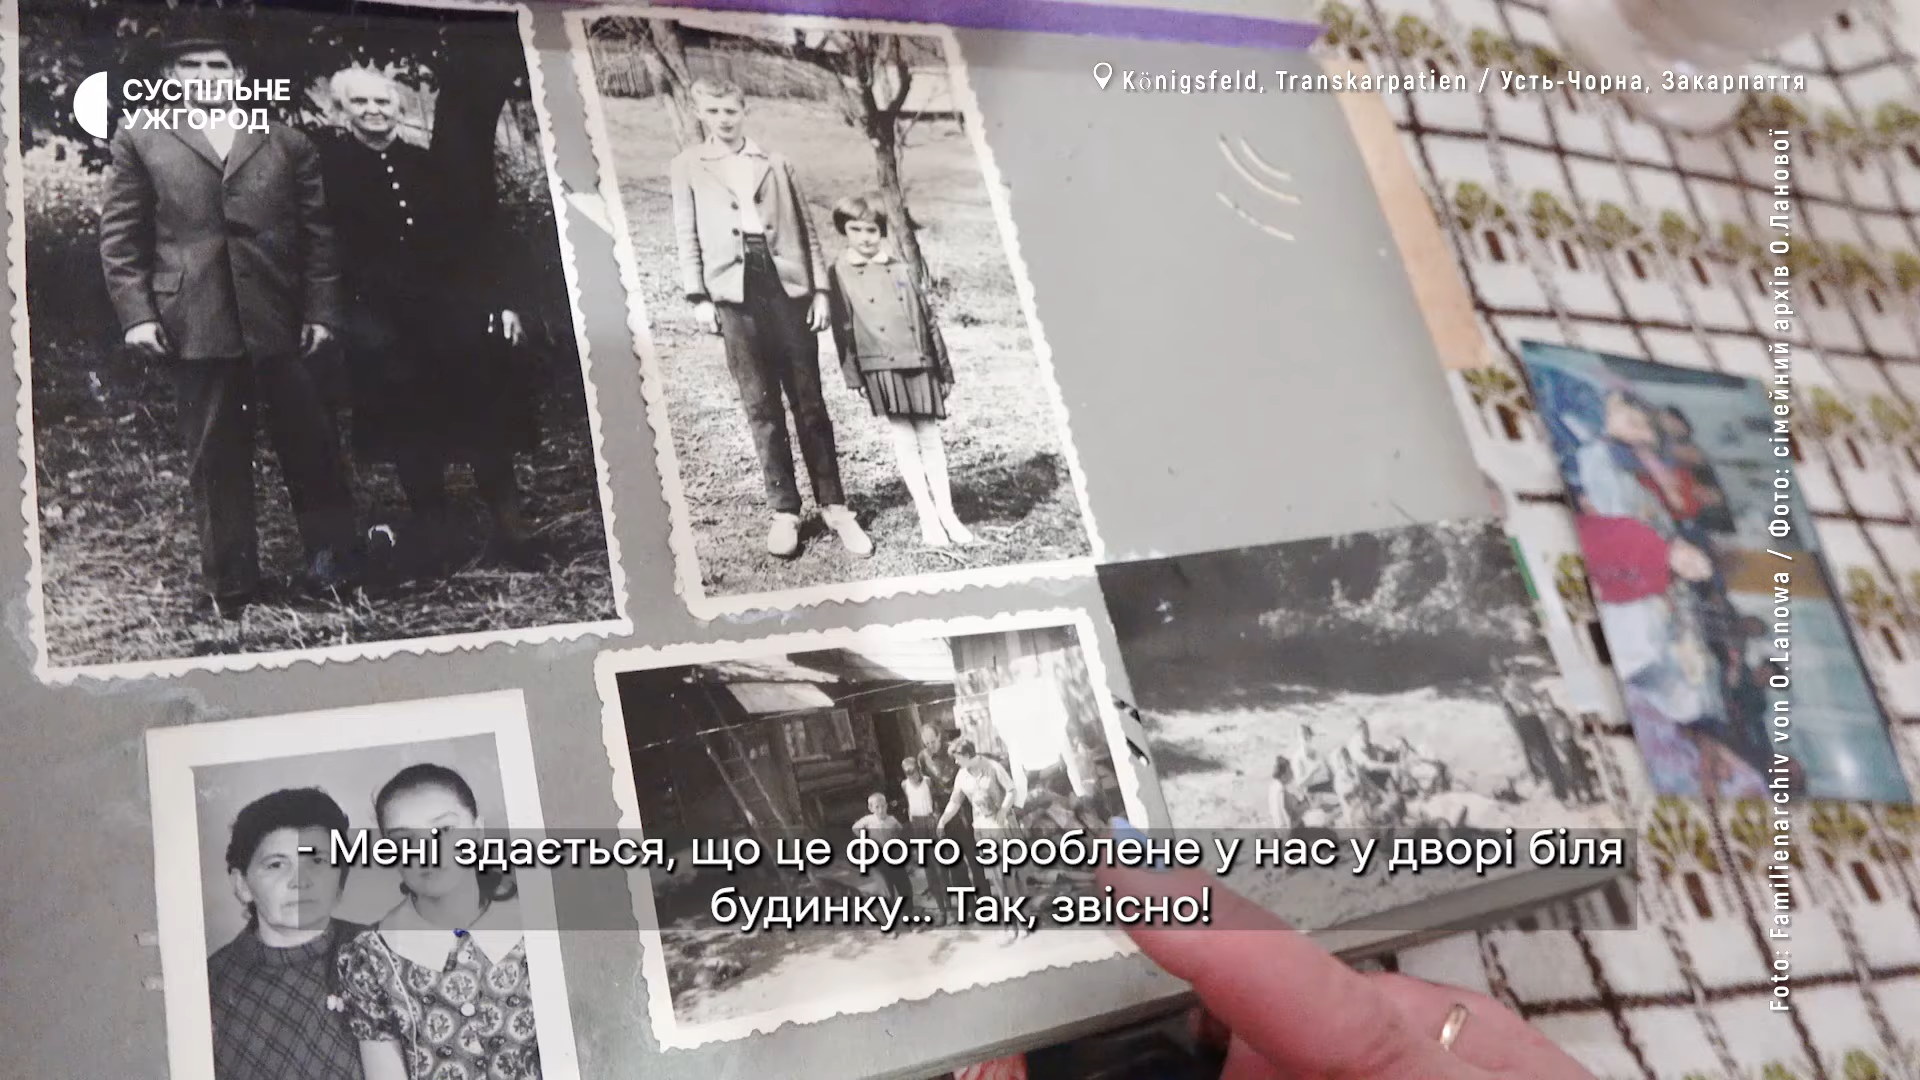 СУСПІЛЬНЕ
УЖГОРОД
Königsfeld, Transkarpatien / Усть-Чорна, Закарпаття
Foto: Familienarchiv von O.Lanowa / Фото: сімейний архів О.Ланової
- Мені здається, що це фото зроблене у нас у дворі біля
будинку... Так, звісно!